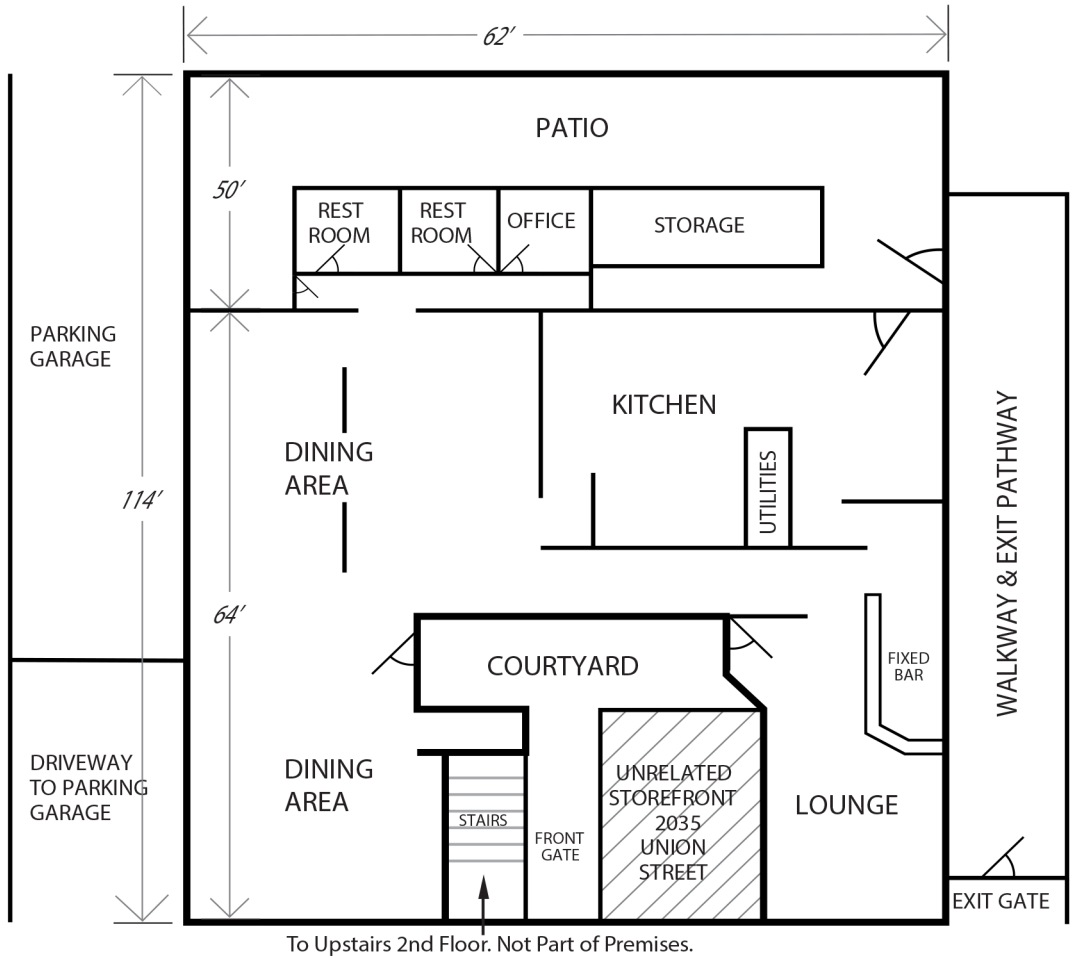 62'
PATIO
50'
REST
ROOM
REST
ROOM
OFFICE
STORAGE
PARKING
GARAGE
KITCHEN
DINING
AREA
UTILITIES
114'
WALKWAY & EXIT PATHWAY
64'
COURTYARD
FIXED
BAR
DRIVEWAY
TO PARKING
GARAGE
DINING
AREA
STAIRS
FRONT
GATE
UNRELATED
STOREFRONT
2035
UNION
STREET
LOUNGE
EXIT GATE
To Upstairs 2nd Floor. Not Part of Premises.